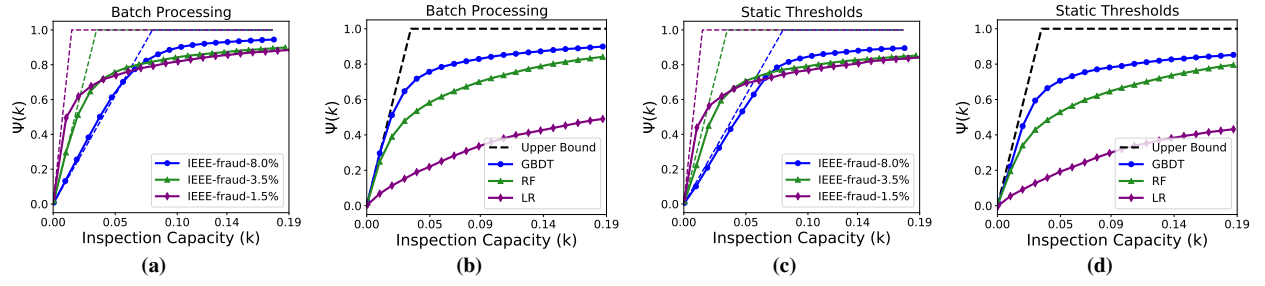 Batch Processing
1.0
0.8
0.6
0.4
0.2
0.0
Ψ(k)
IEEE-fraud-8.0%
IEEE-fraud-3.5%
IEEE-fraud-1.5%
0.00 0.05 0.10 0.14 0.19
Inspection Capacity (k)
(a)
Batch Processing
1.0
0.8
0.6
0.4
0.2
0.0
Ψ(k)
Upper Bound
GBDT
RF
LR
0.00 0.05 0.09 0.14 0.19
Inspection Capacity (k)
(b)
Static Thresholds
1.0
0.8
0.6
0.4
0.2
0.0
Ψ(k)
IEEE-fraud-8.0%
IEEE-fraud-3.5%
IEEE-fraud-1.5%
0.00 0.05 0.10 0.14 0.19
Inspection Capacity (k)
(c)
Static Thresholds
1.0
0.8
0.6
0.4
0.2
0.0
Ψ(k)
Upper Bound
GBDT
RF
LR
0.00 0.05 0.09 0.14 0.19
Inspection Capacity (k)
(d)